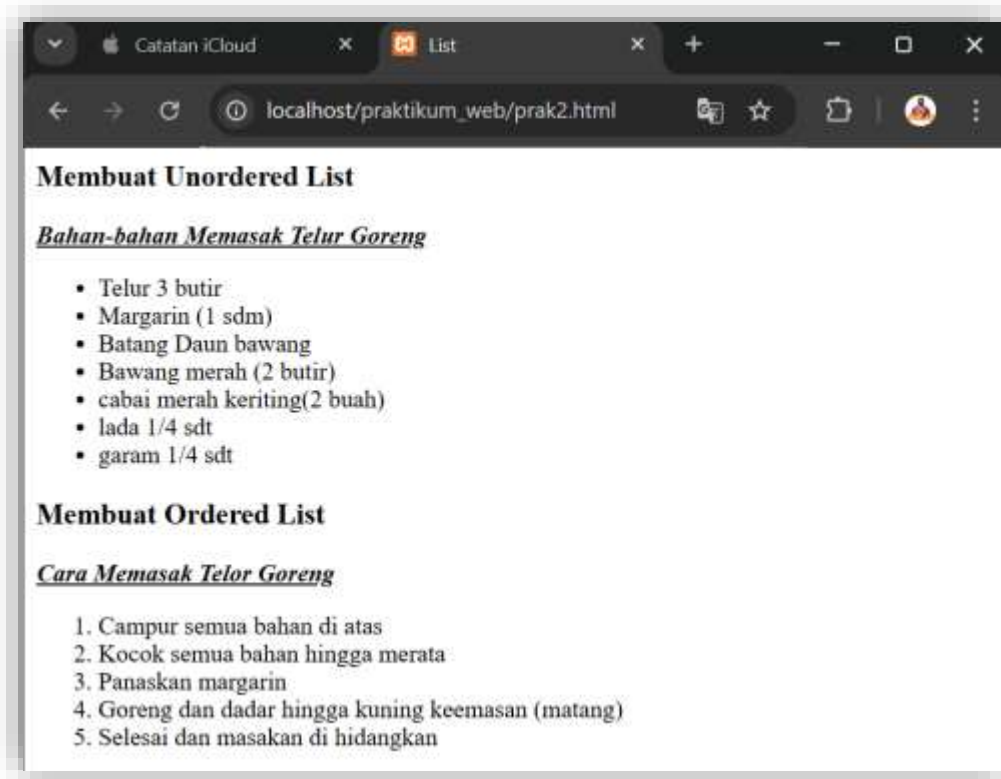 Catatan iCloud
List
localhost/praktikum_web/prak2.html
Membuat Unordered List
Bahan-bahan Memasak Telur Goreng
• Telur 3 butir
• Margarin (1 sdm)
• Batang Daun bawang
• Bawang merah (2 butir)
• cabai merah keriting(2 buah)
• lada 1/4 sdt
• garam 1/4 sdt
Membuat Ordered List
Cara Memasak Telor Goreng
1. Campur semua bahan di atas
2. Kocok semua bahan hingga merata
3. Panaskan margarin
4. Goreng dan dadar hingga kuning keemasan (matang)
5. Selesai dan masakan di hidangkan